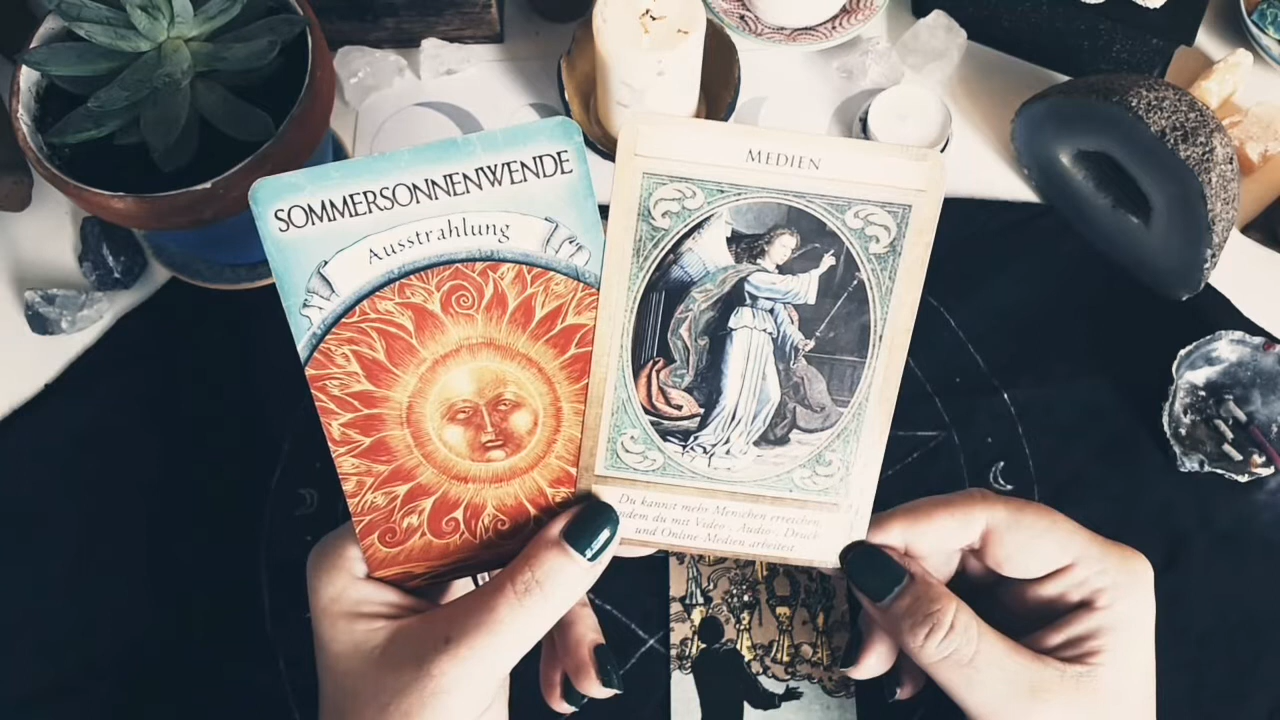 SOMMERSONNENWENDE
Ausstrahlung
MEDIEN
Du kannst mehr Menschen erreichen,
indem du mit Video-, Audio-, Druck-
und Online-Medien arbeitest.